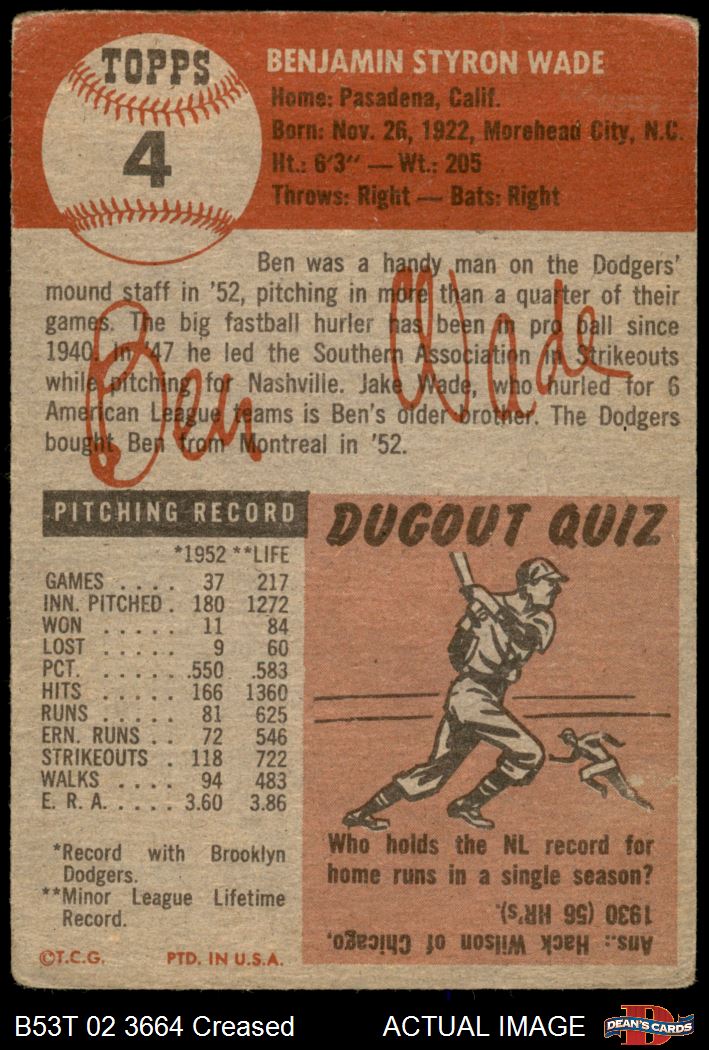 TOPPS
4
BENJAMIN STYRON WADE
Home: Pasadena, Calif.
Born: Nov. 26, 1922, Morehead City, N.C.
Ht.: 6'3" — Wt.: 205
Throws: Right — Bats: Right
Ben was a handy man on the Dodgers'
mound staff in '52, pitching in more than a quarter of their
games. The big fastball hurler has been in pro ball since
1940. In '47 he led the Southern Association in Strikeouts
while pitching for Nashville. Jake Wade, who hurled for 6
American League teams is Ben's older brother. The Dodgers
bought Ben from Montreal in '52.
Ben Wade
PITCHING RECORD
*1952 **LIFE
GAMES . . . . 37 217
INN. PITCHED . 180 1272
WON . . . . . 11 84
LOST . . . . . 9 60
PCT. . . . . . .550 .583
HITS . . . . . 166 1360
RUNS . . . . . 81 625
ERN. RUNS . . 72 546
STRIKEOUTS . 118 722
WALKS . . . . 94 483
E. R. A. . . . . 3.60 3.86
*Record with Brooklyn
Dodgers.
**Minor League Lifetime
Record.
©T.C.G. PTD. IN U.S.A.
DUGOUT QUIZ
Who holds the NL record for
home runs in a single season?
Ans.: Hack Wilson of Chicago,
1930 (56 HR's).
B53T 02 3664 Creased ACTUAL IMAGE
D
DEAN'S CARDS